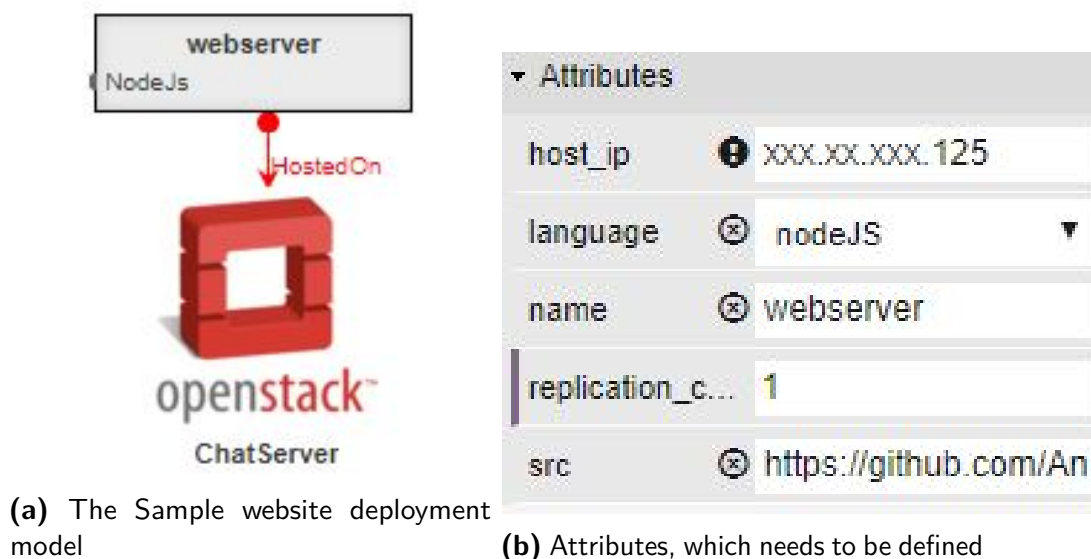 webserver
NodeJs
HostedOn
openstack™
ChatServer
(a) The Sample website deployment
model
Attributes
host_ip xxx.xx.xxx.125
language nodeJS
name webserver
replication_c... 1
src https://github.com/An
(b) Attributes, which needs to be defined